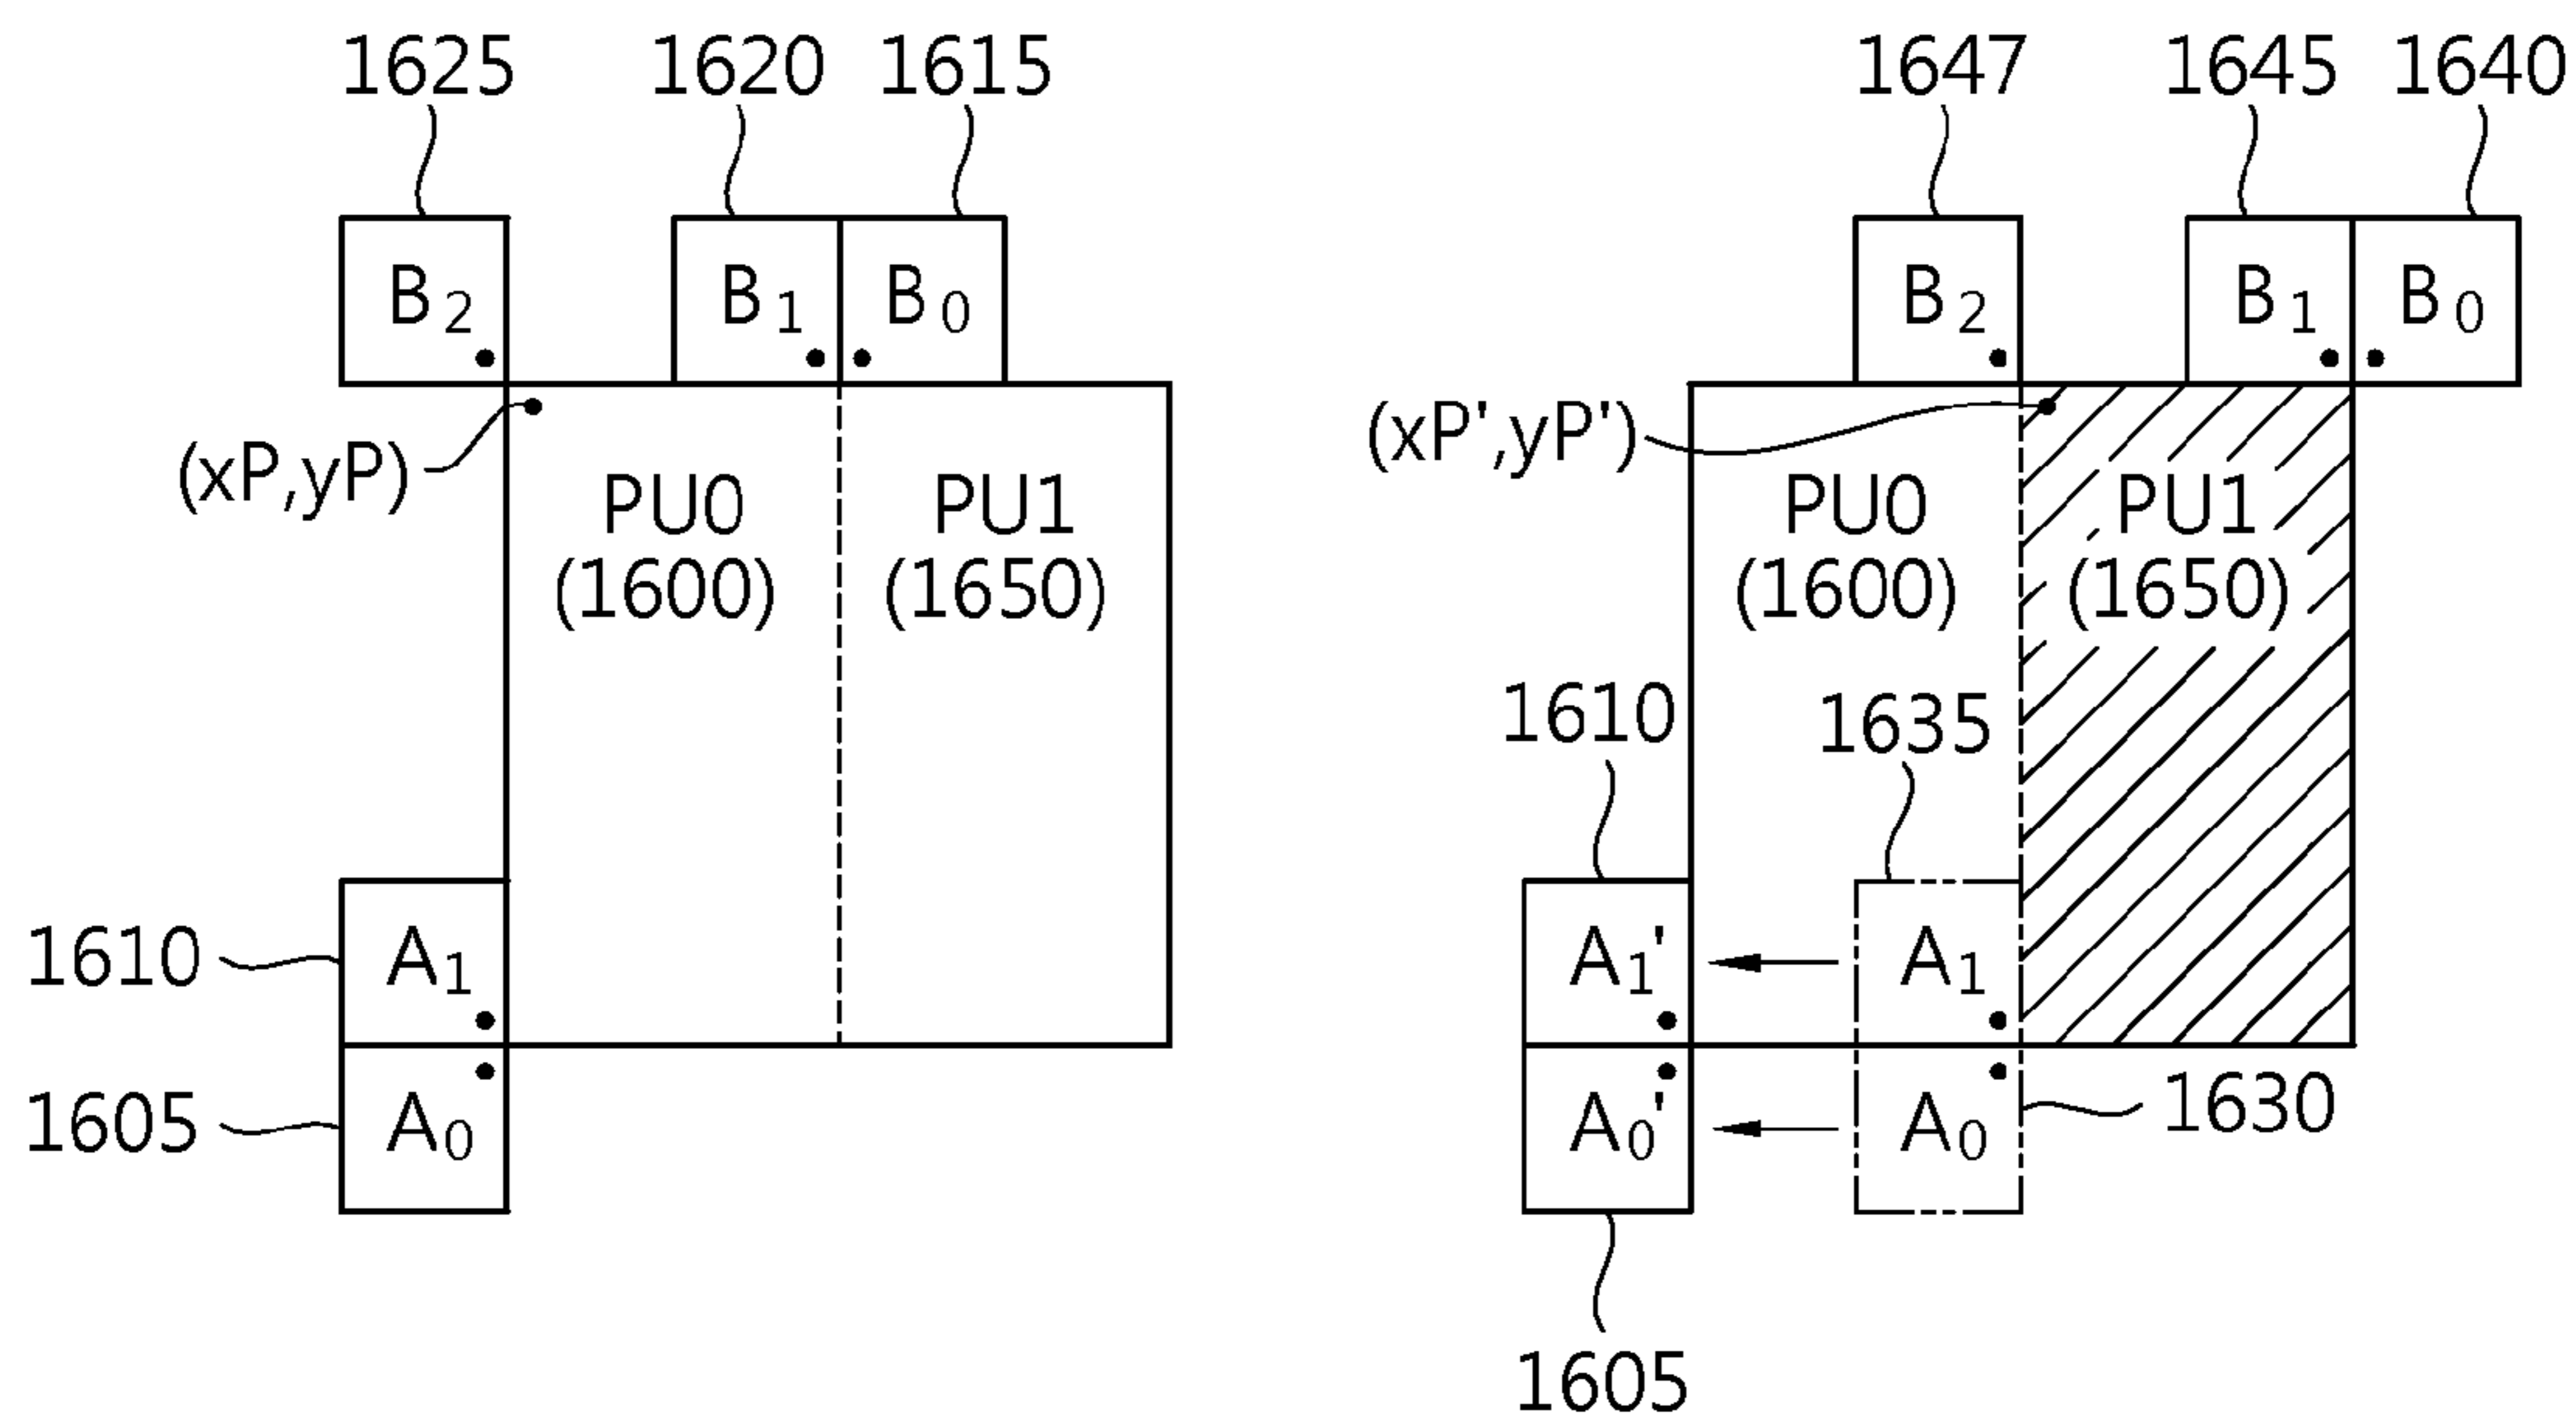 1625 1620 1615
B2 B1 B0
(xP,yP)
PU0 PU1
(1600) (1650)
1610 A1
1605 A0
1647 1645 1640
B2 B1 B0
(xP',yP')
PU0 PU1
(1600) (1650)
1610 1635
A1' A1
A0' A0 1630
1605